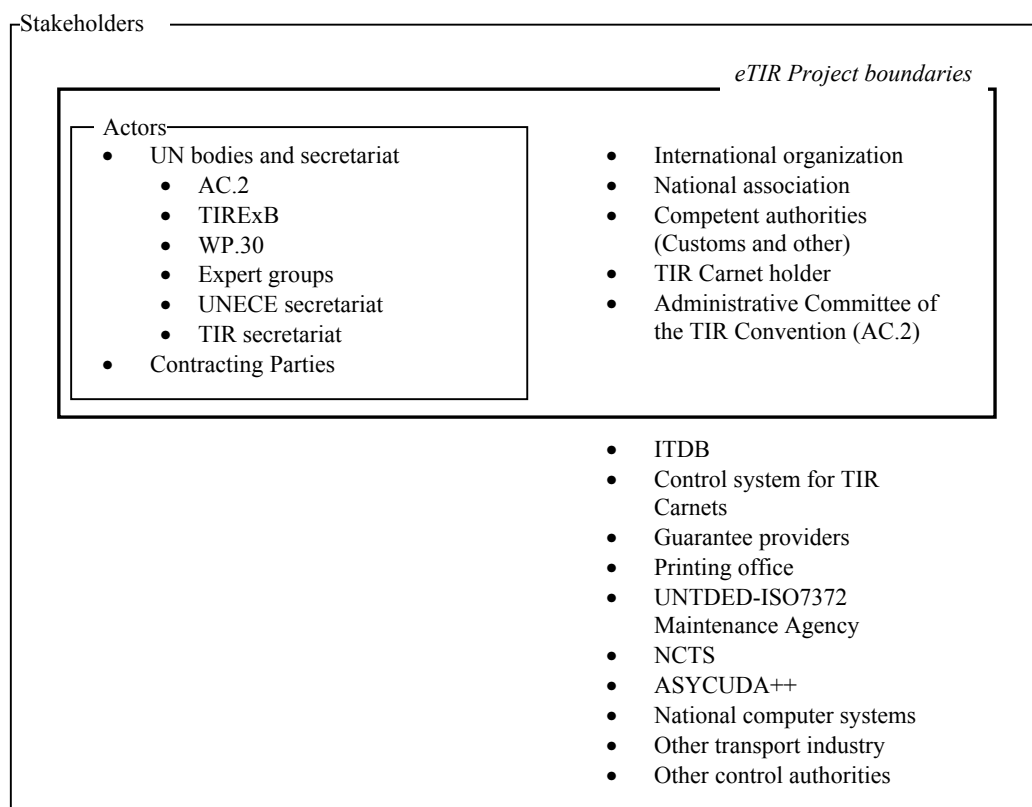 Stakeholders
eTIR Project boundaries
Actors
• UN bodies and secretariat
• AC.2
• TIRExB
• WP.30
• Expert groups
• UNECE secretariat
• TIR secretariat
• Contracting Parties
• International organization
• National association
• Competent authorities
(Customs and other)
• TIR Carnet holder
• Administrative Committee of
the TIR Convention (AC.2)
• ITDB
• Control system for TIR
Carnets
• Guarantee providers
• Printing office
• UNTDED-ISO7372
Maintenance Agency
• NCTS
• ASYCUDA++
• National computer systems
• Other transport industry
• Other control authorities